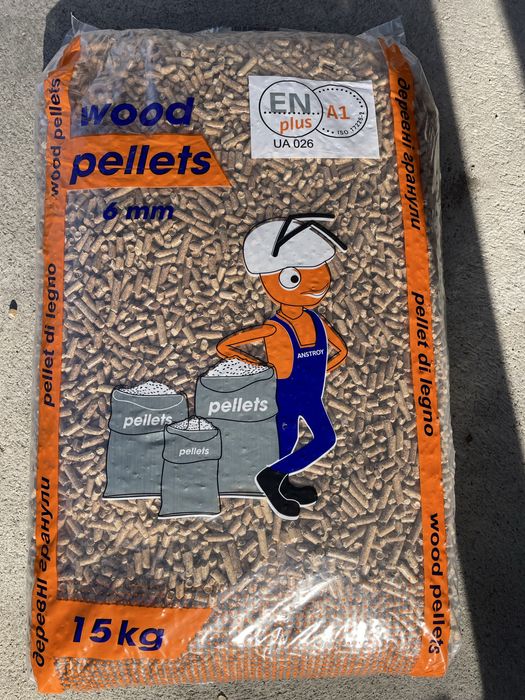 wood
pellets
6 mm
EN
plus
A1
ISO 17225-2
UA 026
wood pellets
pellet di legno
деревні гранули
деревні гранули
pellet di legno
wood pellets
ANSTROY
pellets
pellets
pellets
15kg